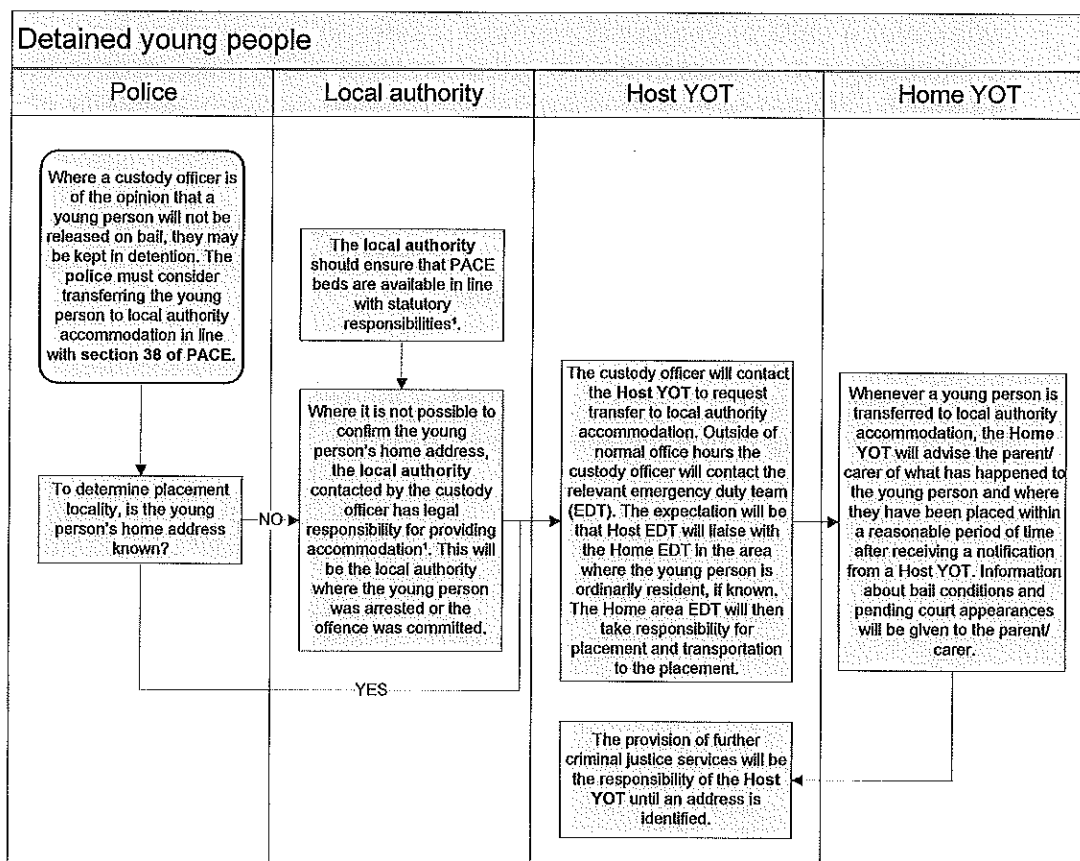 Detained young people
Police
Local authority
Host YOT
Home YOT
Where a custody officer is
of the opinion that a
young person will not be
released on bail, they may
be kept in detention. The
police must consider
transferring the young
person to local authority
accommodation in line
with section 38 of PACE.
To determine placement
locality, is the young
person's home address
known?
NO
YES
The local authority
should ensure that PACE
beds are available in line
with statutory
responsibilities¹.
Where it is not possible to
confirm the young
person's home address,
the local authority
contacted by the custody
officer has legal
responsibility for providing
accommodation¹. This will
be the local authority
where the young person
was arrested or the
offence was committed.
The custody officer will contact
the Host YOT to request
transfer to local authority
accommodation. Outside of
normal office hours the
custody officer will contact the
relevant emergency duty team
(EDT). The expectation will be
that Host EDT will liaise with
the Home EDT in the area
where the young person is
ordinarily resident, if known.
The Home area EDT will then
take responsibility for
placement and transportation
to the placement.
Whenever a young person is
transferred to local authority
accommodation, the Home
YOT will advise the parent/
carer of what has happened to
the young person and where
they have been placed within
a reasonable period of time
after receiving a notification
from a Host YOT. Information
about bail conditions and
pending court appearances
will be given to the parent/
carer.
The provision of further
criminal justice services will be
the responsibility of the Host
YOT until an address is
identified.